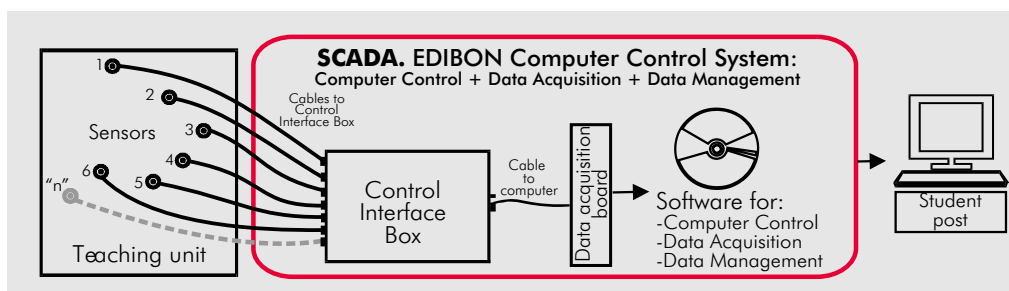 SCADA. EDIBON Computer Control System:
Computer Control + Data Acquisition + Data Management
1
2
Sensors
3
4
5
6
“n”
Teaching unit
Cables to
Control
Interface Box
Control
Interface
Box
Cable
to
computer
Data acquisition
board
Software for:
-Computer Control
-Data Acquisition
-Data Management
Student
post